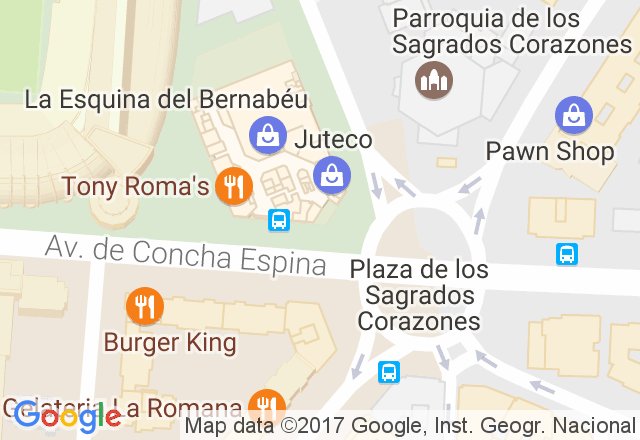 Parroquia de los
Sagrados Corazones
La Esquina del Bernabéu
Juteco
Pawn Shop
Tony Roma's
Av. de Concha Espina
Plaza de los
Sagrados
Corazones
Burger King
Gelateria La Romana
Google
Map data ©2017 Google, Inst. Geogr. Nacional